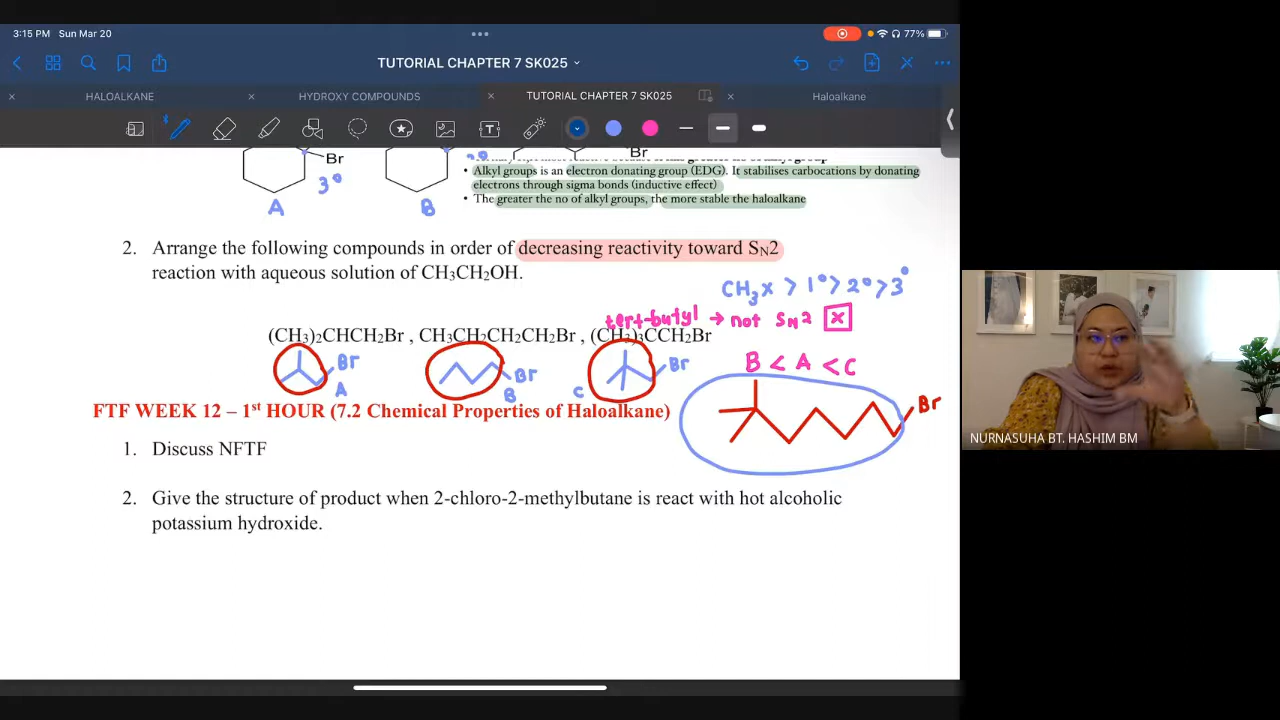 3:15 PM Sun Mar 20
77%
TUTORIAL CHAPTER 7 SK025
HALOALKANE
HYDROXY COMPOUNDS
TUTORIAL CHAPTER 7 SK025
Haloalkane
Br
3°
A
B
Br
• Alkyl groups is an electron donating group (EDG). It stabilises carbocations by donating
electrons through sigma bonds (inductive effect)
• The greater the no of alkyl groups, the more stable the haloalkane
2. Arrange the following compounds in order of decreasing reactivity toward SN2
reaction with aqueous solution of CH3CH2OH.
CH3X > 1° > 2° > 3°
tert-butyl → not SN2 X
(CH3)2CHCH2Br , CH3CH2CH2CH2Br , (CH3)3CCH2Br
Br
A
Br
B
C
Br
B < A < C
Br
FTF WEEK 12 – 1st HOUR (7.2 Chemical Properties of Haloalkane)
1. Discuss NFTF
2. Give the structure of product when 2-chloro-2-methylbutane is react with hot alcoholic
potassium hydroxide.
NURNASUHA BT. HASHIM BM